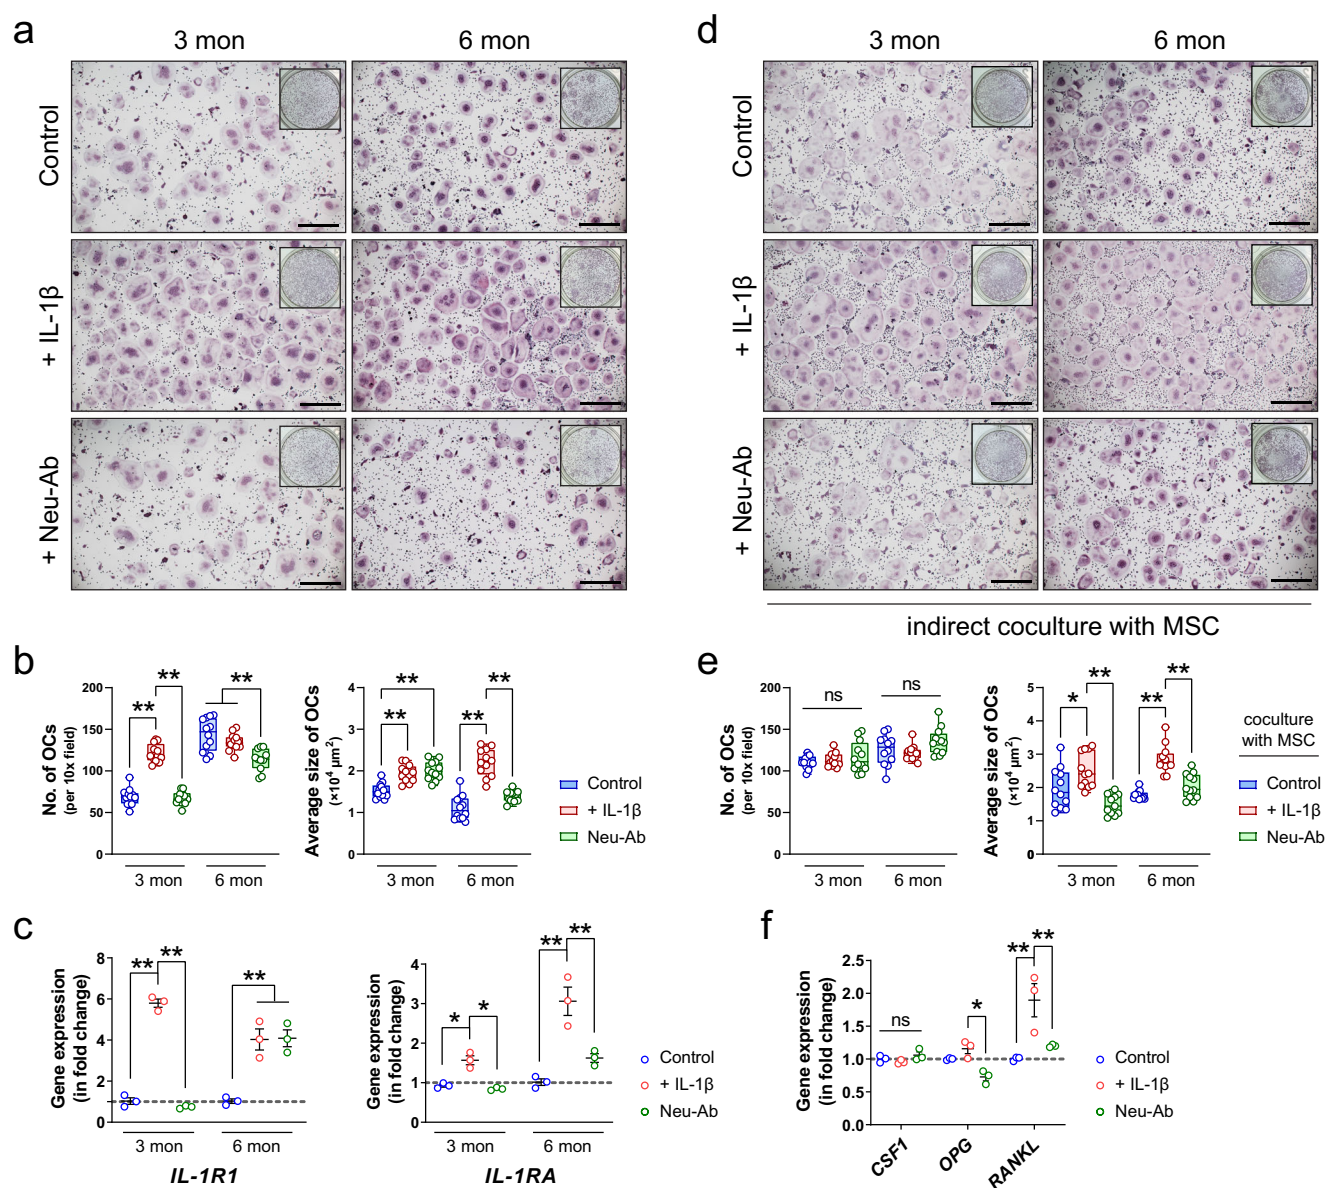 a
3 mon
6 mon
Control
+ IL-1β
+ Neu-Ab
d
3 mon
6 mon
Control
+ IL-1β
+ Neu-Ab
indirect coculture with MSC
b
No. of OCs
(per 10x field)
200
150
100
50
0
**
**
**
3 mon
6 mon
Average size of OCs
(×10⁴ μm²)
4
3
2
1
0
**
**
**
**
3 mon
6 mon
Control
+ IL-1β
Neu-Ab
e
No. of OCs
(per 10x field)
200
150
100
50
0
ns
ns
3 mon
6 mon
Average size of OCs
(×10⁴ μm²)
5
4
3
2
1
0
*
**
**
**
3 mon
6 mon
coculture
with MSC
Control
+ IL-1β
Neu-Ab
c
Gene expression
(in fold change)
8
6
4
2
0
**
**
**
3 mon
6 mon
IL-1R1
Gene expression
(in fold change)
4
3
2
1
0
*
*
**
**
3 mon
6 mon
IL-1RA
Control
+ IL-1β
Neu-Ab
f
Gene expression
(in fold change)
2.5
2.0
1.5
1.0
0.5
0.0
ns
*
**
**
CSF1
OPG
RANKL
Control
+ IL-1β
Neu-Ab